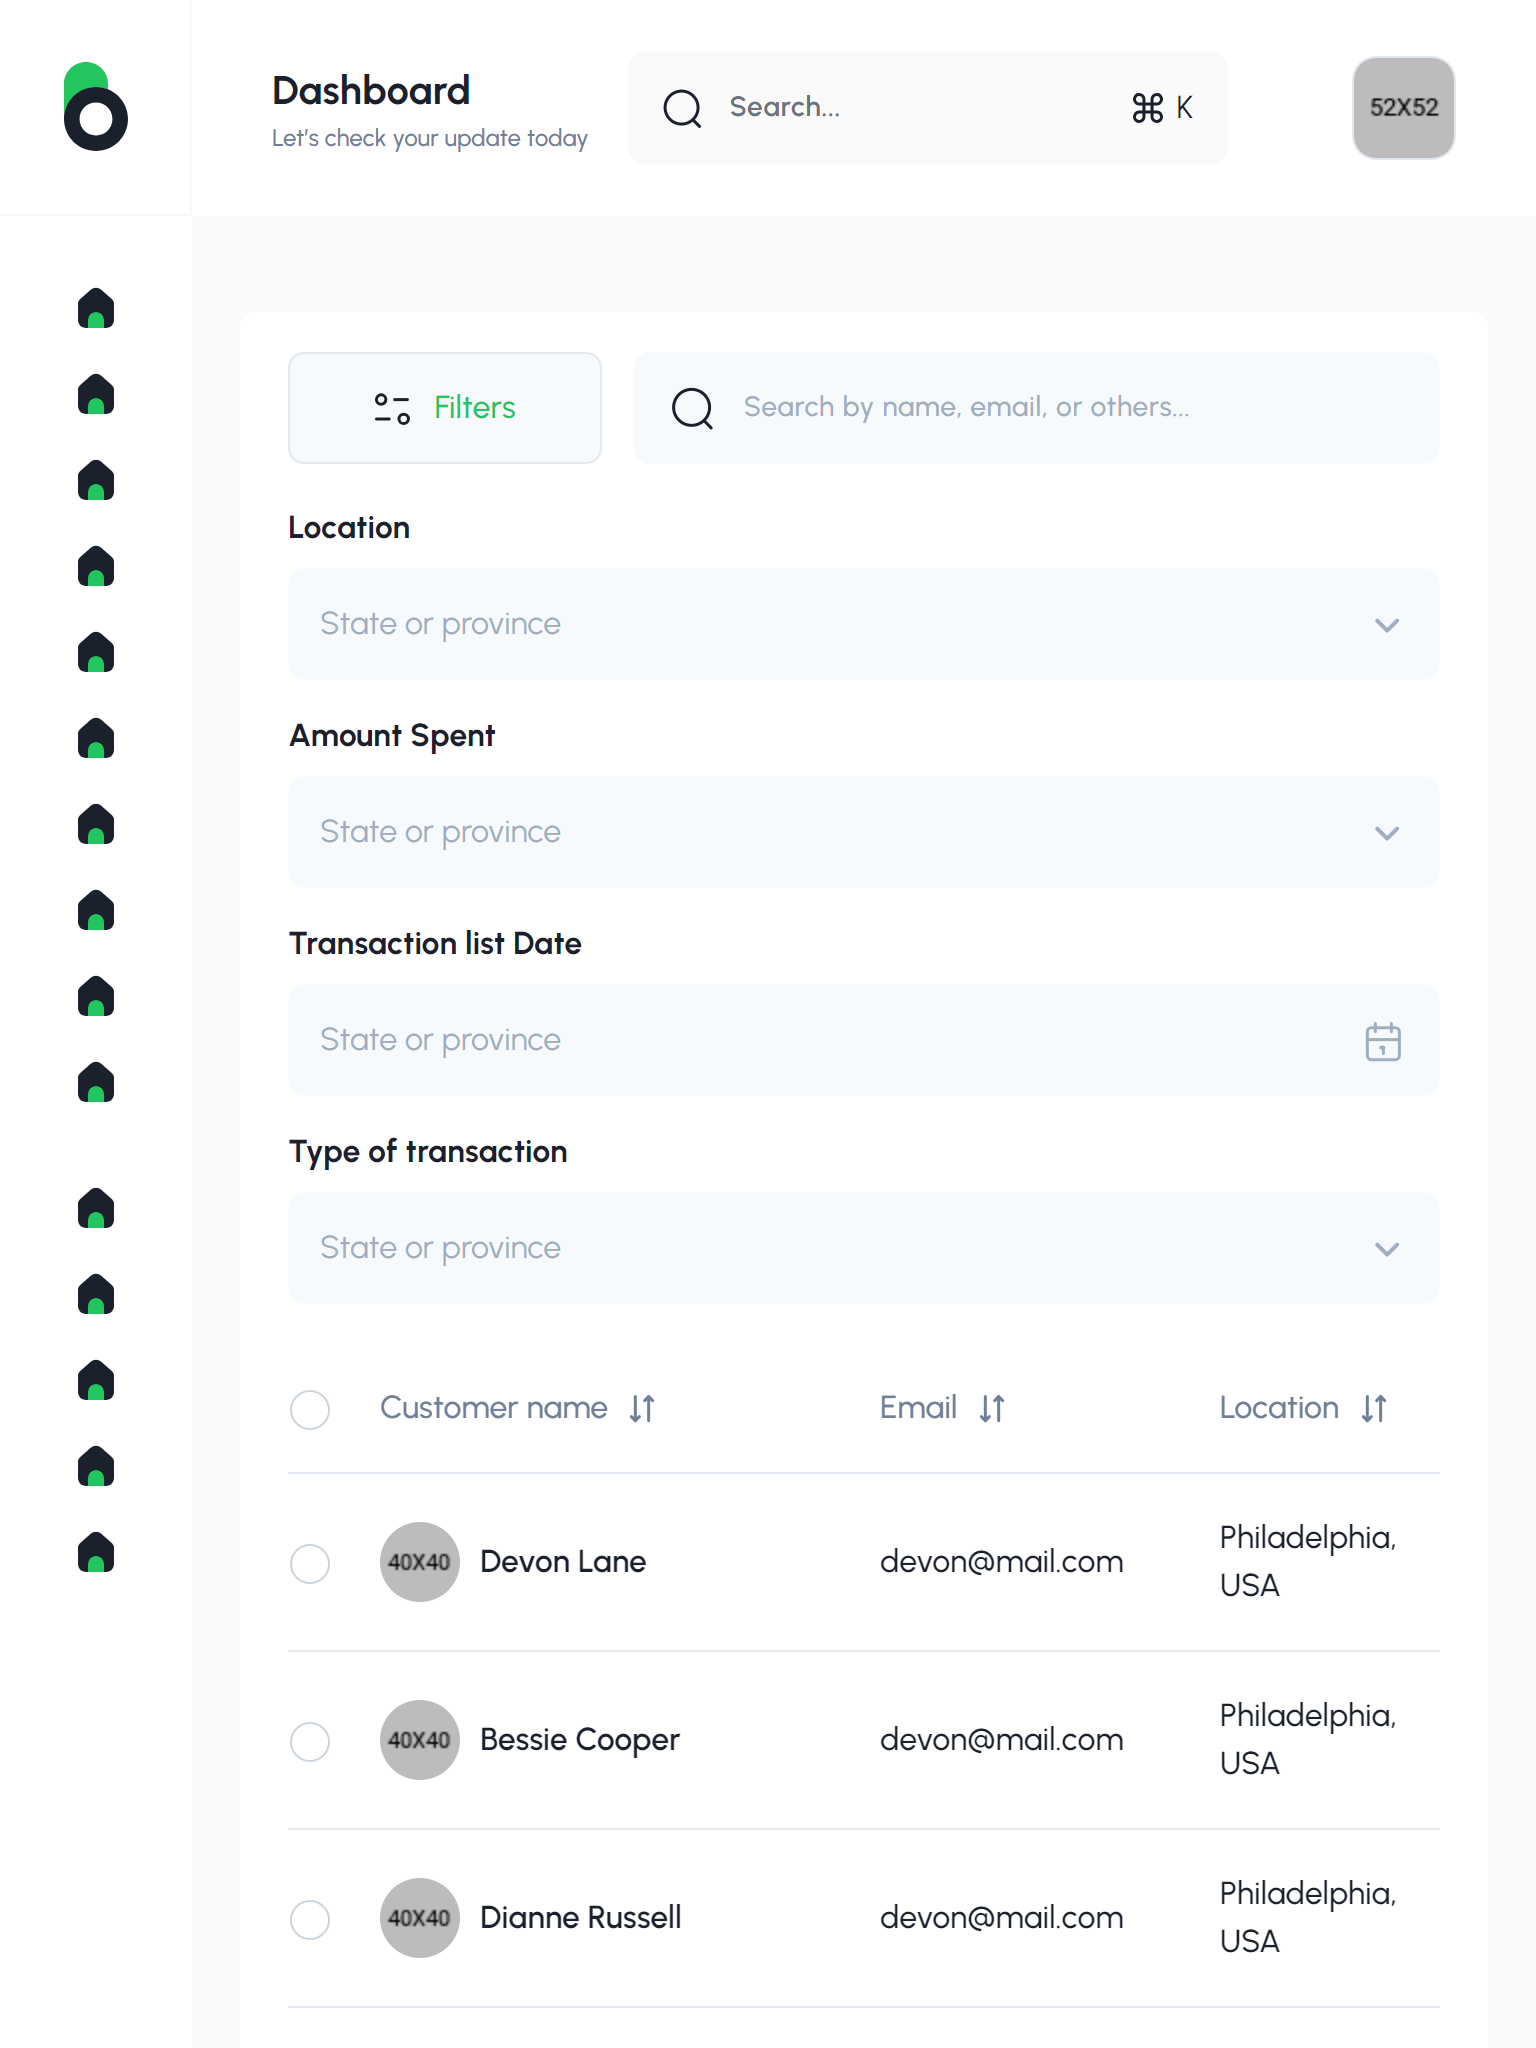 Dashboard
Let's check your update today
Search...
⌘ K
52X52
Filters
Search by name, email, or others...
Location
State or province
Amount Spent
State or province
Transaction list Date
State or province
Type of transaction
State or province
Customer name
Email
Location
40X40
Devon Lane
devon@mail.com
Philadelphia,
USA
40X40
Bessie Cooper
devon@mail.com
Philadelphia,
USA
40X40
Dianne Russell
devon@mail.com
Philadelphia,
USA